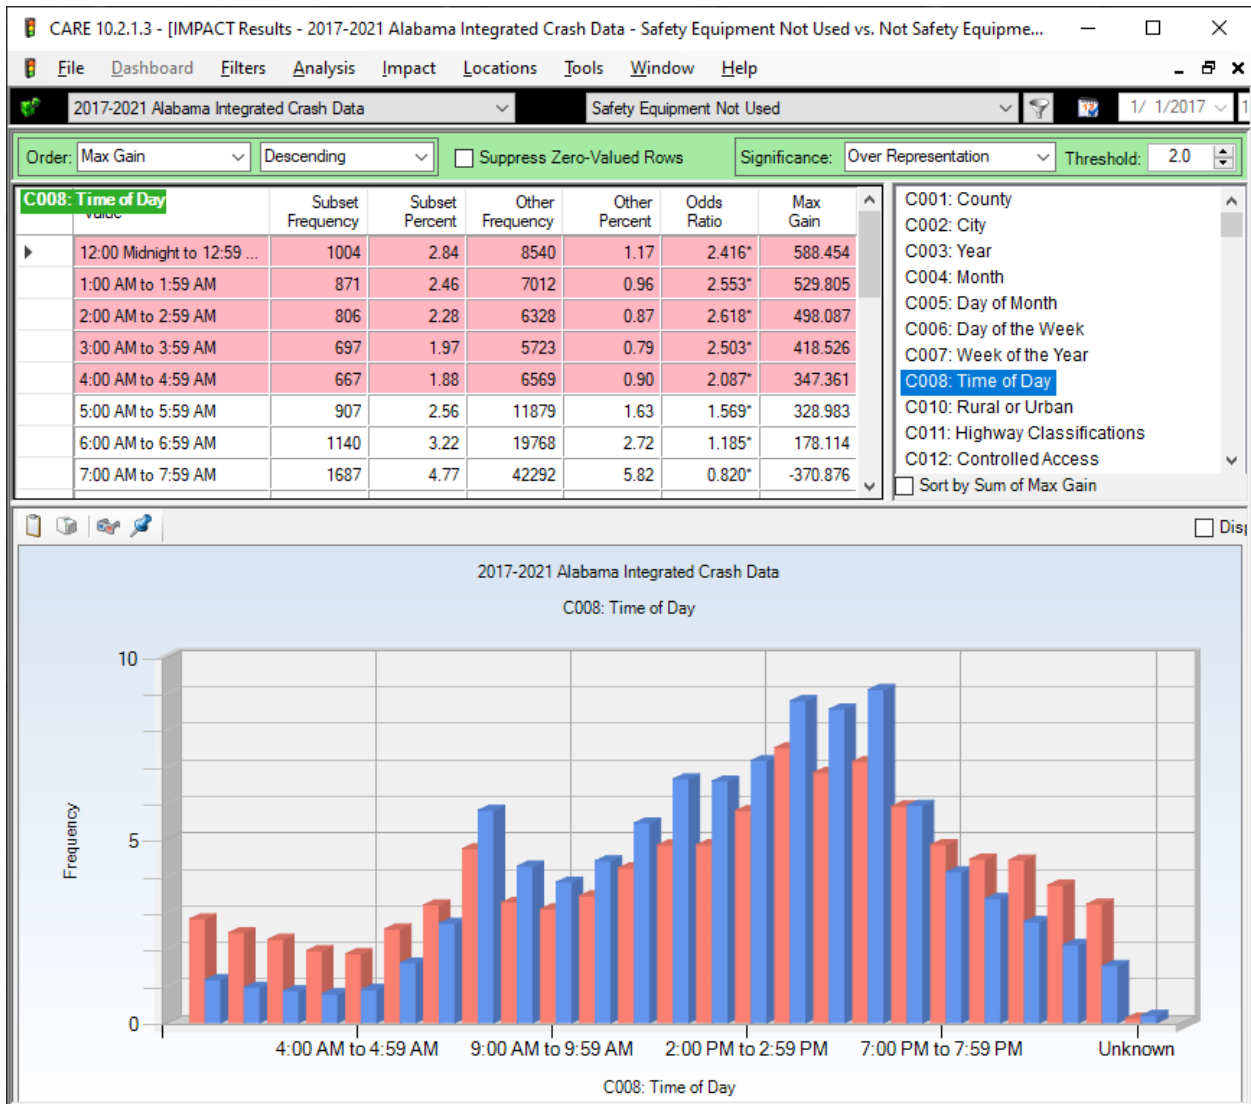 CARE 10.2.1.3 - [IMPACT Results - 2017-2021 Alabama Integrated Crash Data - Safety Equipment Not Used vs. Not Safety Equipme...
File Dashboard Filters Analysis Impact Locations Tools Window Help
2017-2021 Alabama Integrated Crash Data Safety Equipment Not Used 1/ 1/2017 1
Order: Max Gain Descending Suppress Zero-Valued Rows Significance: Over Representation Threshold: 2.0
C008: Time of Day
Value Subset Frequency Subset Percent Other Frequency Other Percent Odds Ratio Max Gain
12:00 Midnight to 12:59 ... 1004 2.84 8540 1.17 2.416* 588.454
1:00 AM to 1:59 AM 871 2.46 7012 0.96 2.553* 529.805
2:00 AM to 2:59 AM 806 2.28 6328 0.87 2.618* 498.087
3:00 AM to 3:59 AM 697 1.97 5723 0.79 2.503* 418.526
4:00 AM to 4:59 AM 667 1.88 6569 0.90 2.087* 347.361
5:00 AM to 5:59 AM 907 2.56 11879 1.63 1.569* 328.983
6:00 AM to 6:59 AM 1140 3.22 19768 2.72 1.185* 178.114
7:00 AM to 7:59 AM 1687 4.77 42292 5.82 0.820* -370.876
C001: County
C002: City
C003: Year
C004: Month
C005: Day of Month
C006: Day of the Week
C007: Week of the Year
C008: Time of Day
C010: Rural or Urban
C011: Highway Classifications
C012: Controlled Access
Sort by Sum of Max Gain
Disp
2017-2021 Alabama Integrated Crash Data
C008: Time of Day
10
5
0
Frequency
4:00 AM to 4:59 AM 9:00 AM to 9:59 AM 2:00 PM to 2:59 PM 7:00 PM to 7:59 PM Unknown
C008: Time of Day